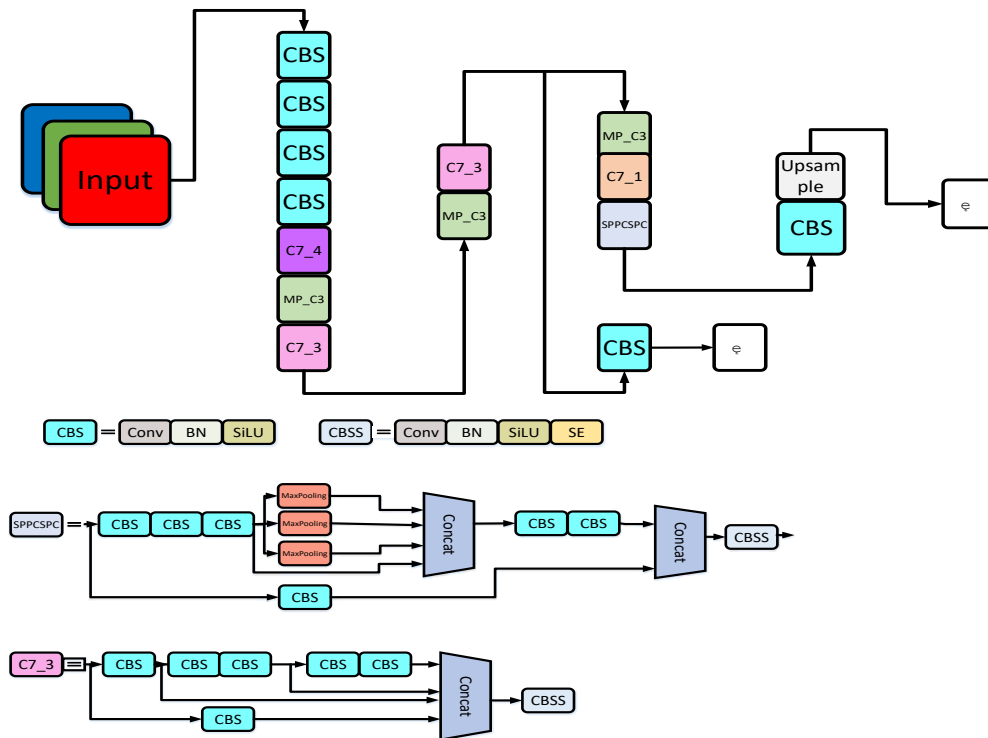 Input
CBS
CBS
CBS
CBS
C7_4
MP_C3
C7_3
C7_3
MP_C3
MP_C3
C7_1
SPPCSPC
CBS
Upsam
ple
CBS
CBS = Conv BN SiLU
CBSS = Conv BN SiLU SE
SPPCSPC = CBS CBS CBS
MaxPooling
MaxPooling
MaxPooling
CBS
Concat
CBS CBS
Concat
CBSS
C7_3 = CBS CBS CBS CBS CBS
CBS
Concat
CBSS